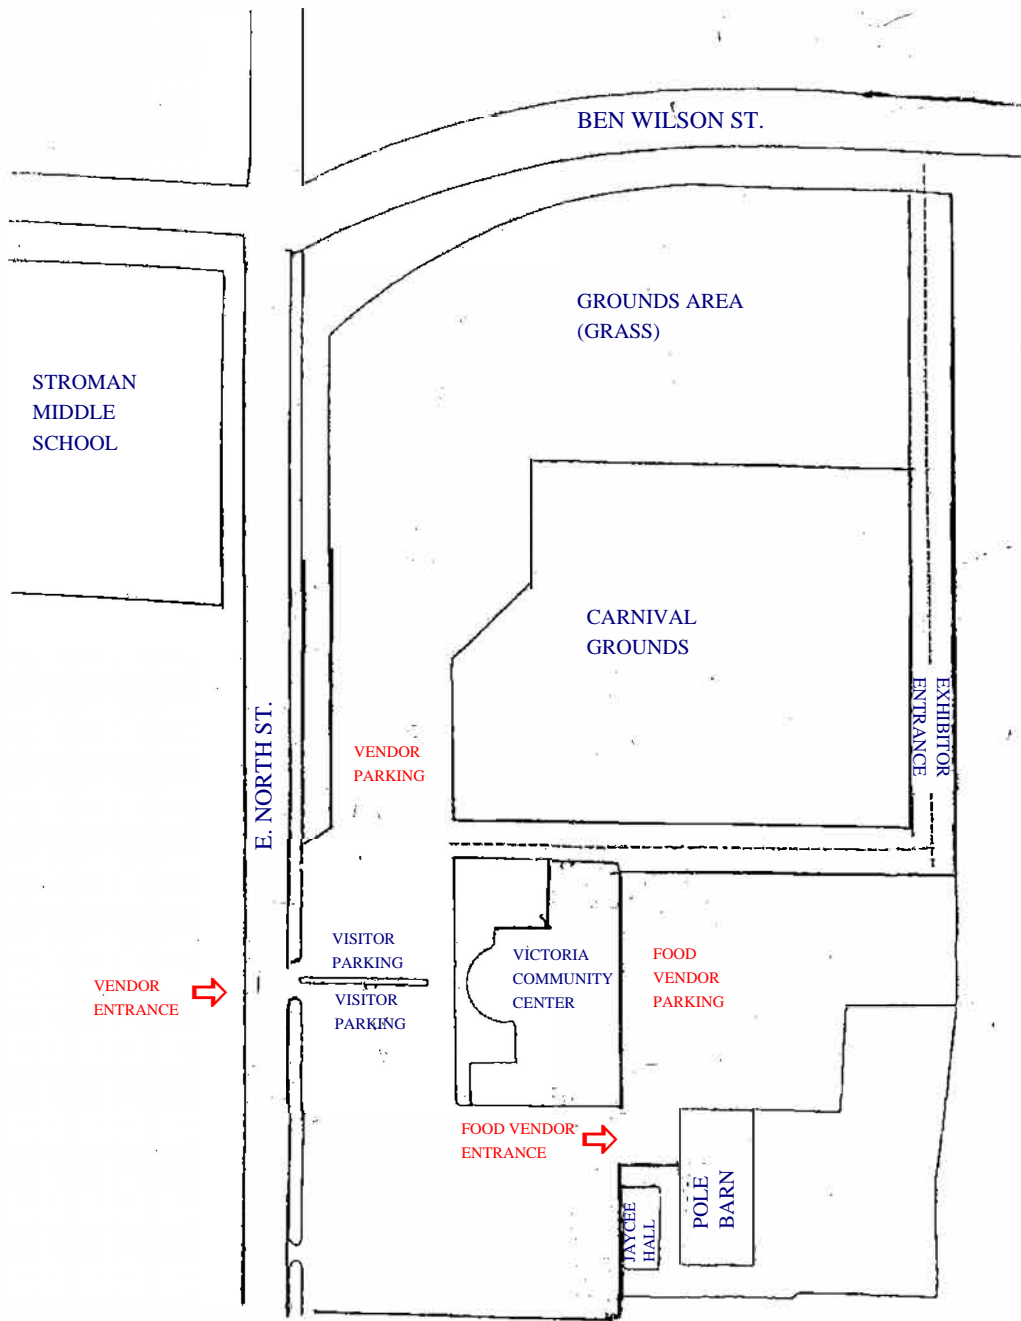 BEN WILSON ST.
GROUNDS AREA
(GRASS)
STROMAN
MIDDLE
SCHOOL
CARNIVAL
GROUNDS
EXHIBITOR
ENTRANCE
E. NORTH ST.
VENDOR
PARKING
VISITOR
PARKING
VISITOR
PARKING
VICTORIA
COMMUNITY
CENTER
FOOD
VENDOR
PARKING
VENDOR
ENTRANCE
FOOD VENDOR
ENTRANCE
JAYCEE
HALL
POLE
BARN